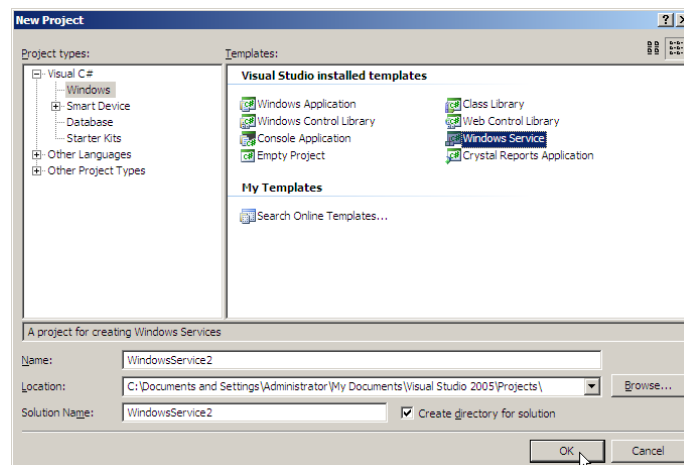 New Project
Project types:
Templates:
Visual C#
Windows
Smart Device
Database
Starter Kits
Other Languages
Other Project Types
Visual Studio installed templates
Windows Application
Class Library
Windows Control Library
Web Control Library
Console Application
Windows Service
Empty Project
Crystal Reports Application
My Templates
Search Online Templates...
A project for creating Windows Services
Name:
WindowsService2
Location:
C:\Documents and Settings\Administrator\My Documents\Visual Studio 2005\Projects\
Browse...
Solution Name:
WindowsService2
Create directory for solution
OK
Cancel